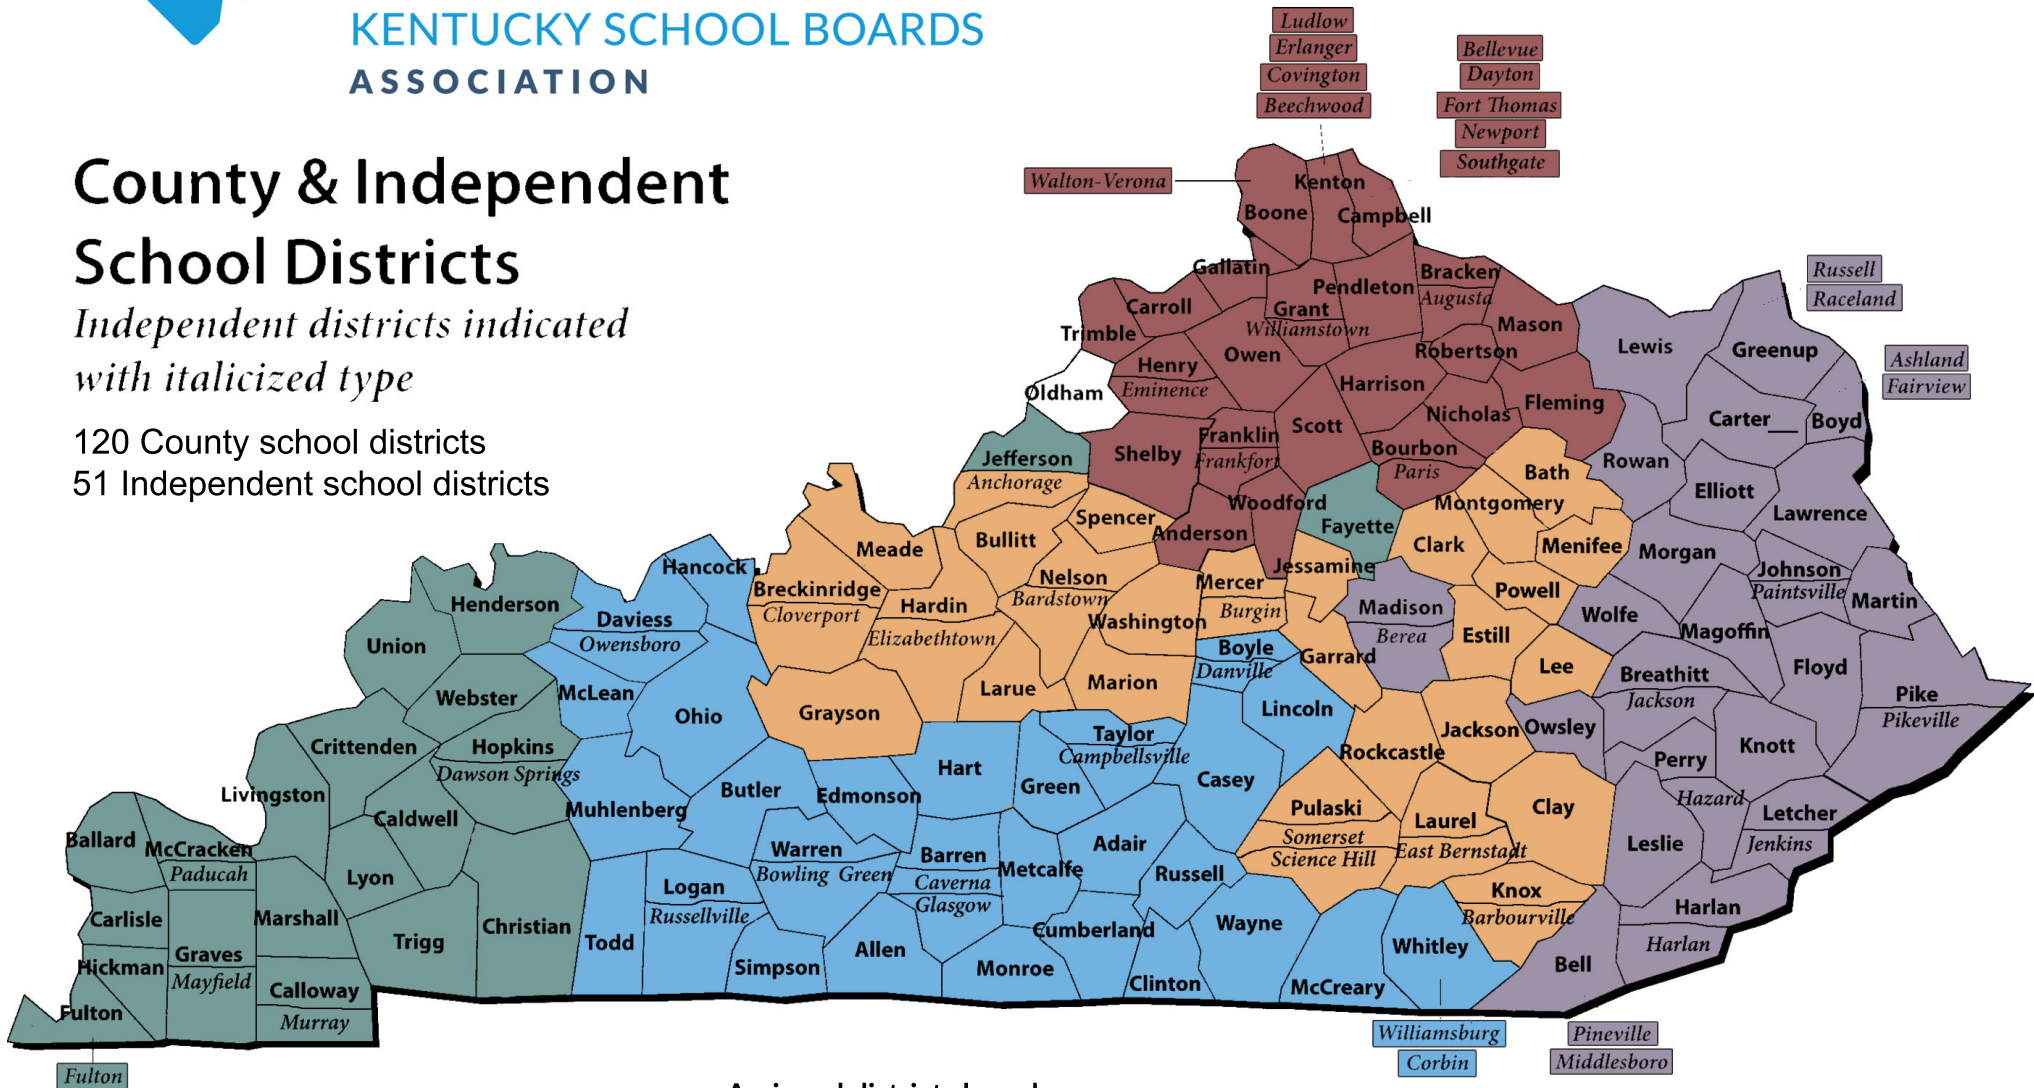 KENTUCKY SCHOOL BOARDS
ASSOCIATION
County & Independent
School Districts
Independent districts indicated
with italicized type
120 County school districts
51 Independent school districts
Ludlow
Erlanger
Covington
Beechwood
Bellevue
Dayton
Fort Thomas
Newport
Southgate
Walton-Verona
Kenton
Boone
Campbell
Gallatin
Bracken
Augusta
Pendleton
Grant
Williamstown
Carroll
Trimble
Mason
Robertson
Owen
Henry
Eminence
Oldham
Harrison
Nicholas
Fleming
Scott
Franklin
Frankfort
Shelby
Bourbon
Paris
Woodford
Anderson
Fayette
Jefferson
Anchorage
Russell
Raceland
Ashland
Fairview
Lewis
Greenup
Carter
Boyd
Rowan
Elliott
Lawrence
Bath
Montgomery
Menifee
Clark
Powell
Morgan
Johnson
Paintsville
Martin
Wolfe
Magoffin
Floyd
Pike
Pikeville
Breathitt
Jackson
Madison
Berea
Estill
Lee
Owsley
Perry
Hazard
Knott
Letcher
Jenkins
Leslie
Harlan
Harlan
Bell
Pineville
Middlesboro
Spencer
Bullitt
Meade
Nelson
Bardstown
Hardin
Elizabethtown
Breckinridge
Cloverport
Washington
Mercer
Burgin
Jessamine
Garrard
Larue
Marion
Grayson
Rockcastle
Jackson
Pulaski
Somerset
Science Hill
Laurel
East Bernstadt
Clay
Knox
Barbourville
Hancock
Daviess
Owensboro
McLean
Ohio
Muhlenberg
Butler
Edmonson
Hart
Green
Taylor
Campbellsville
Boyle
Danville
Lincoln
Casey
Adair
Russell
Metcalfe
Barren
Caverna
Glasgow
Warren
Bowling Green
Logan
Russellville
Todd
Simpson
Allen
Monroe
Cumberland
Clinton
Wayne
McCreary
Whitley
Williamsburg
Corbin
Henderson
Union
Webster
Hopkins
Dawson Springs
Crittenden
Livingston
Caldwell
Lyon
Trigg
Christian
Ballard
McCracken
Paducah
Carlisle
Marshall
Graves
Mayfield
Hickman
Calloway
Murray
Fulton
Fulton